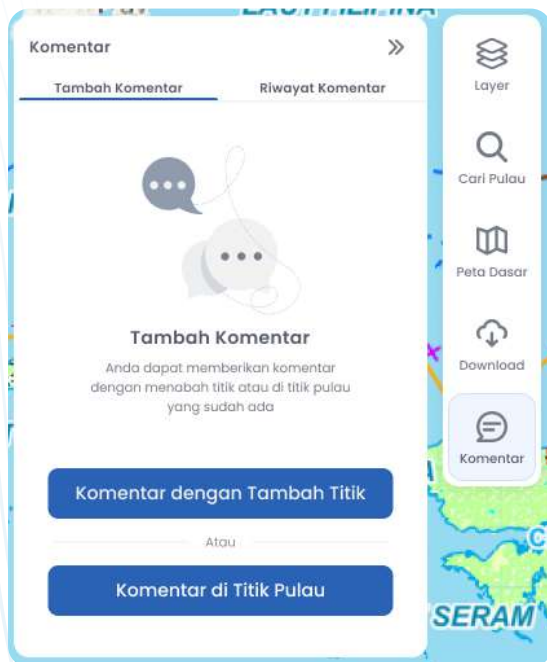 Komentar
Tambah Komentar
Riwayat Komentar
Tambah Komentar
Anda dapat memberikan komentar
dengan menabah titik atau di titik pulau
yang sudah ada
Komentar dengan Tambah Titik
Atau
Komentar di Titik Pulau
Layer
Cari Pulau
Peta Dasar
Download
Komentar
SERAM